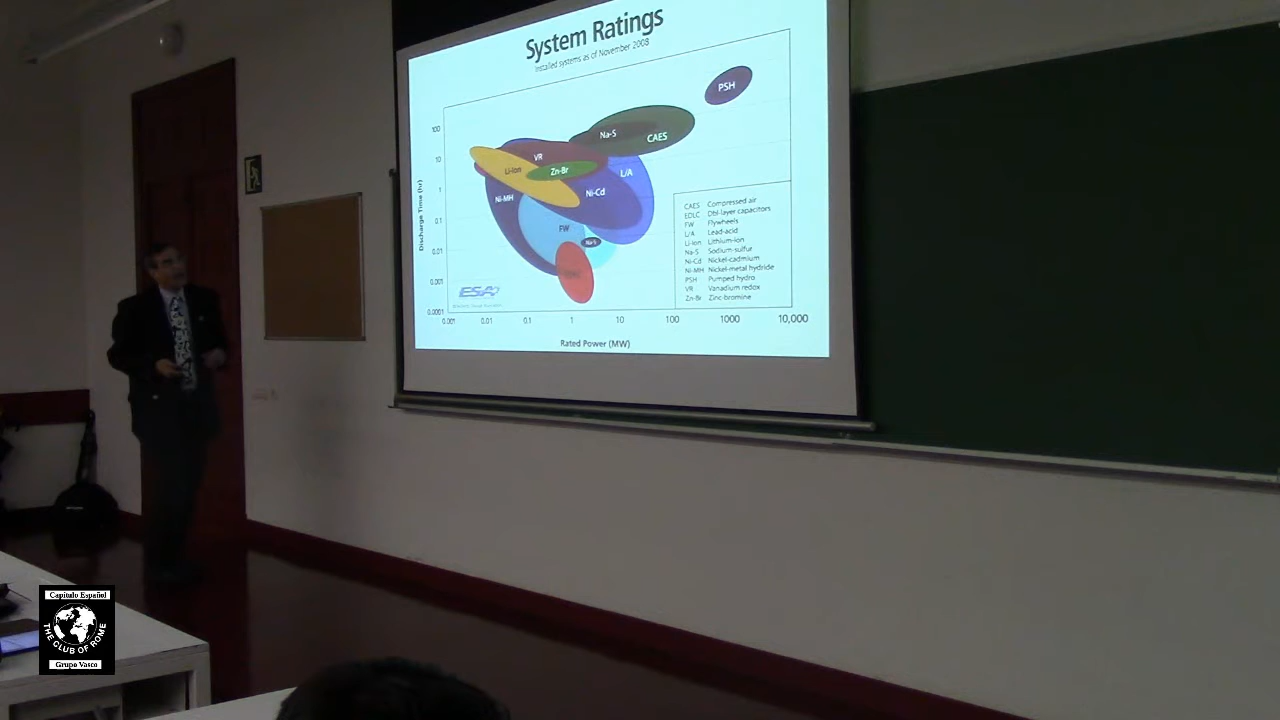 System Ratings
Installed systems as of November 2008
PSH
Na-S
CAES
VR
Li-Ion
Zn-Br
L/A
Ni-MH
Ni-Cd
FW
Na-S
100
10
1
0.1
0.01
0.001
0.0001
Discharge Time (hr)
CAES Compressed air
EDLC Dbl-layer capacitors
FW Flywheels
L/A Lead-acid
Li-Ion Lithium-ion
Na-S Sodium-sulfur
Ni-Cd Nickel-cadmium
Ni-MH Nickel-metal hydride
PSH Pumped hydro
VR Vanadium redox
Zn-Br Zinc-bromine
ESA
0.001 0.01 0.1 1 10 100 1000 10,000
Rated Power (MW)
Capítulo Español
THE CLUB OF ROME
Grupo Vasco